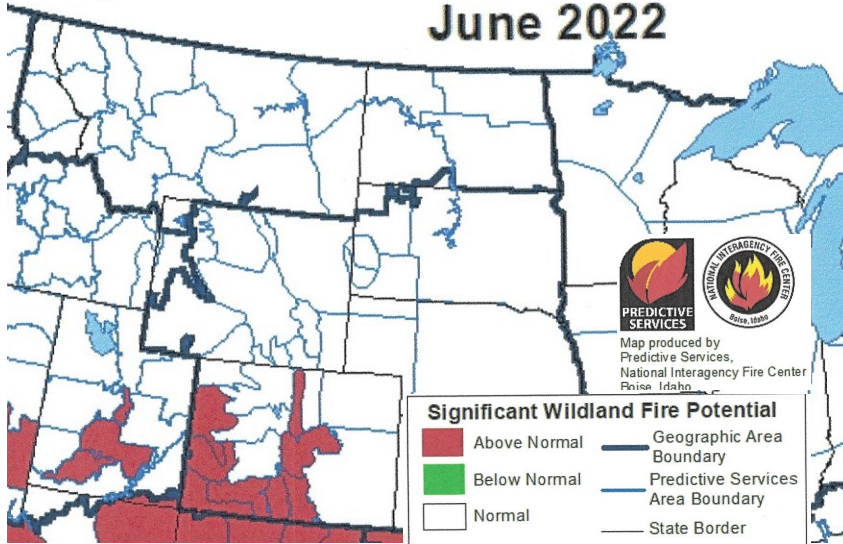 June 2022
PREDICTIVE
SERVICES
NATIONAL INTERAGENCY FIRE CENTER
Boise, Idaho
Map produced by
Predictive Services,
National Interagency Fire Center
Boise, Idaho
Significant Wildland Fire Potential
Above Normal
Below Normal
Normal
Geographic Area
Boundary
Predictive Services
Area Boundary
State Border